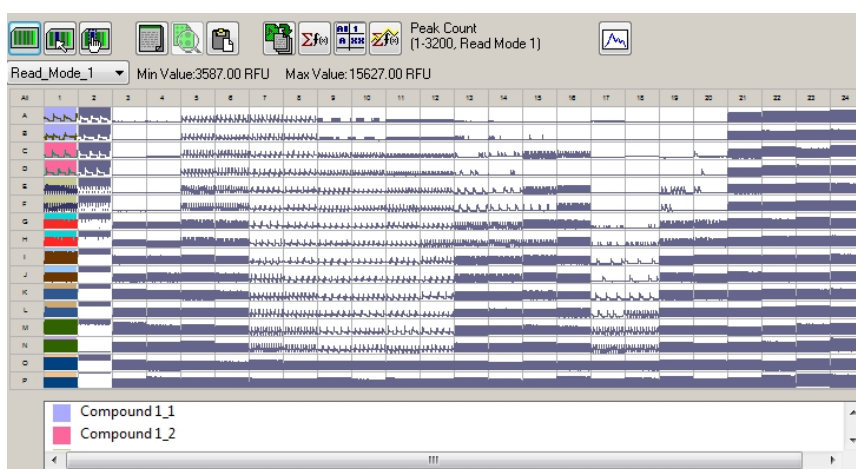 Peak Count
(1-3200, Read Mode 1)
Read_Mode_1 Min Value:3587.00 RFU Max Value:15627.00 RFU
All 1 2 3 4 5 6 7 8 9 10 11 12 13 14 15 16 17 18 19 20 21 22 23 24
A
B
C
D
E
F
G
H
I
J
K
L
M
N
O
P
Compound 1_1
Compound 1_2